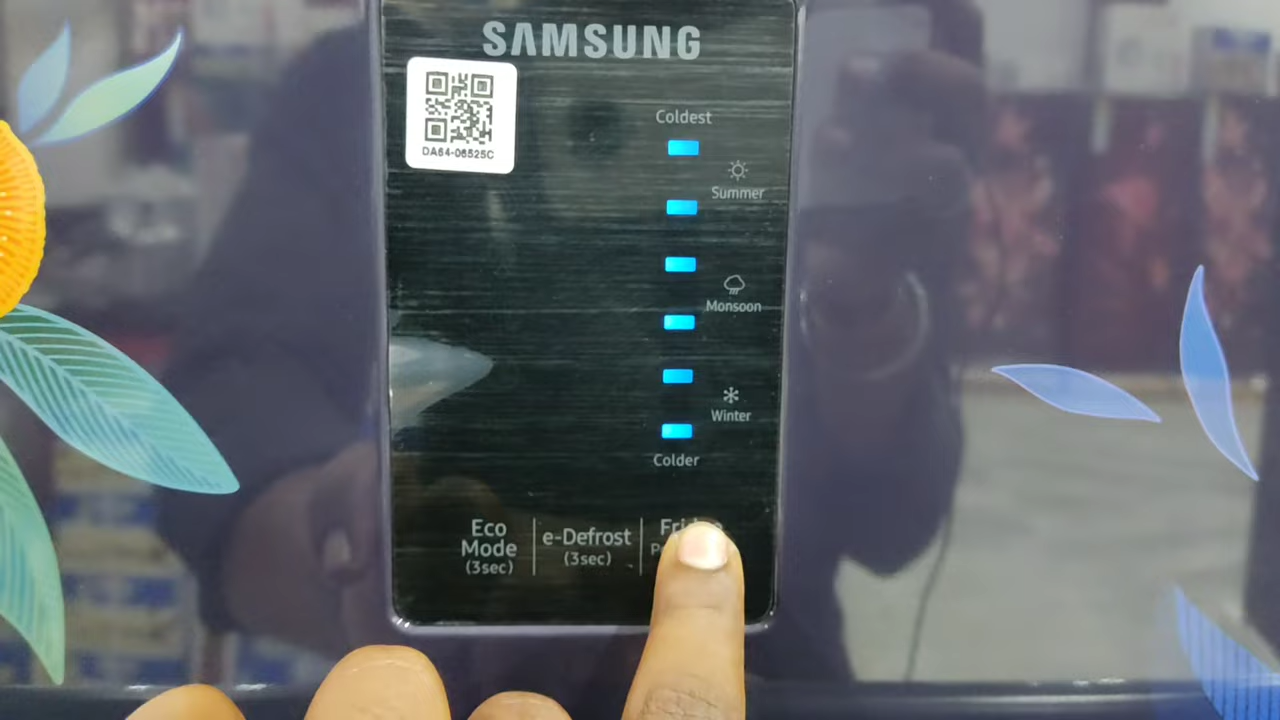 SAMSUNG
DA64-06525C
Coldest
Summer
Monsoon
Winter
Colder
Eco
Mode
(3sec)
e-Defrost
(3sec)